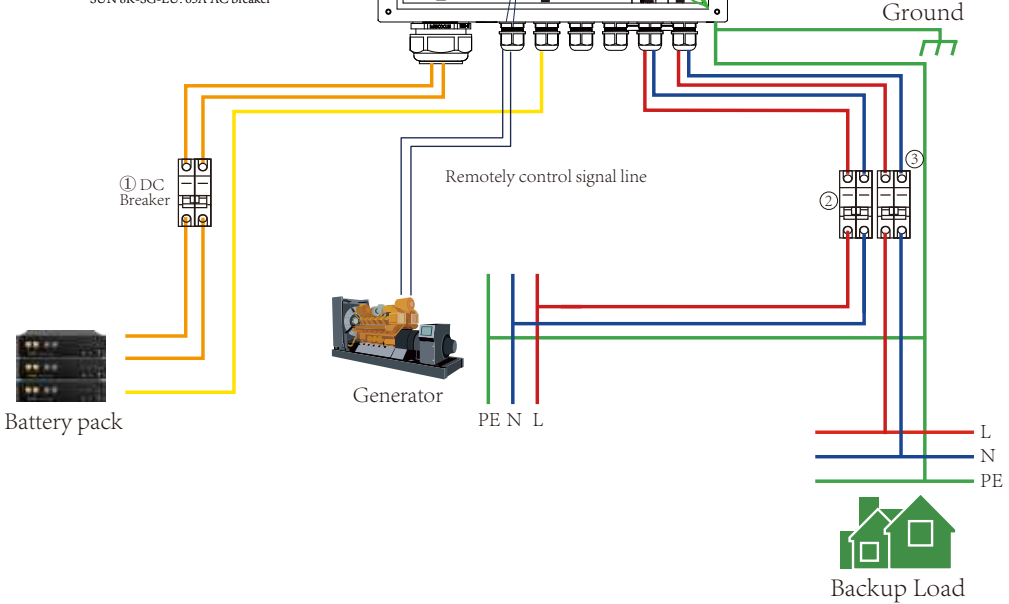 Ground
① DC
Breaker
Remotely control signal line
②
③
Generator
PE N L
Battery pack
L
N
PE
Backup Load